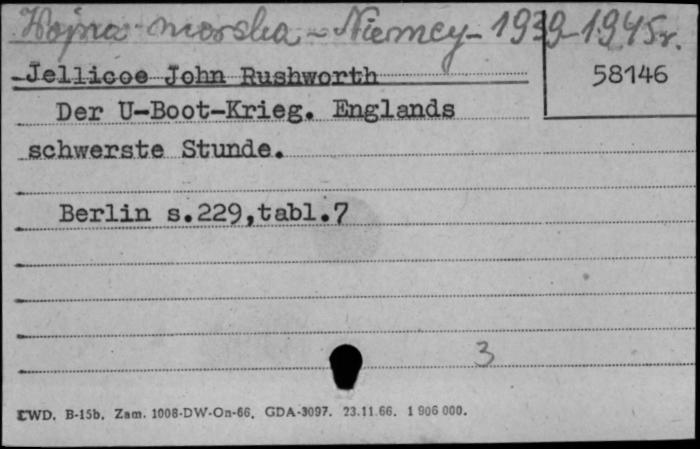 Wojna morska - Niemcy - 1939-1945r.
Jellicoe John Rushworth
58146
Der U-Boot-Krieg. Englands
schwerste Stunde.
Berlin s.229,tabl.7
3
CWD. B-15b. Zam. 1008-DW-On-66. GDA-3097. 23.11.66. 1 906 000.